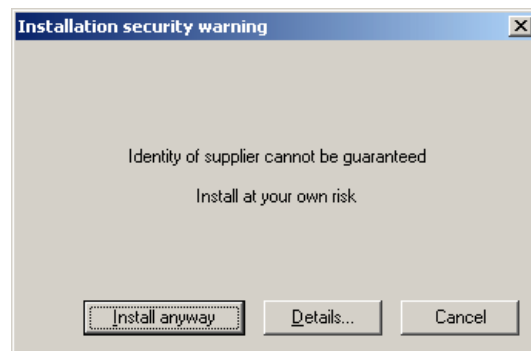 Installation security warning
Identity of supplier cannot be guaranteed
Install at your own risk
Install anyway Details... Cancel